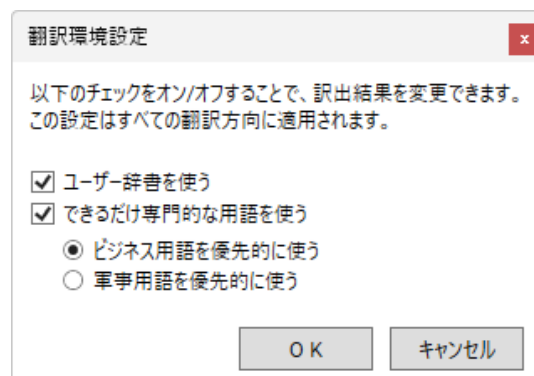 翻訳環境設定
x
以下のチェックをオン/オフすることで、訳出結果を変更できます。
この設定はすべての翻訳方向に適用されます。
ユーザー辞書を使う
できるだけ専門的な用語を使う
ビジネス用語を優先的に使う
軍事用語を優先的に使う
ＯＫ
キャンセル